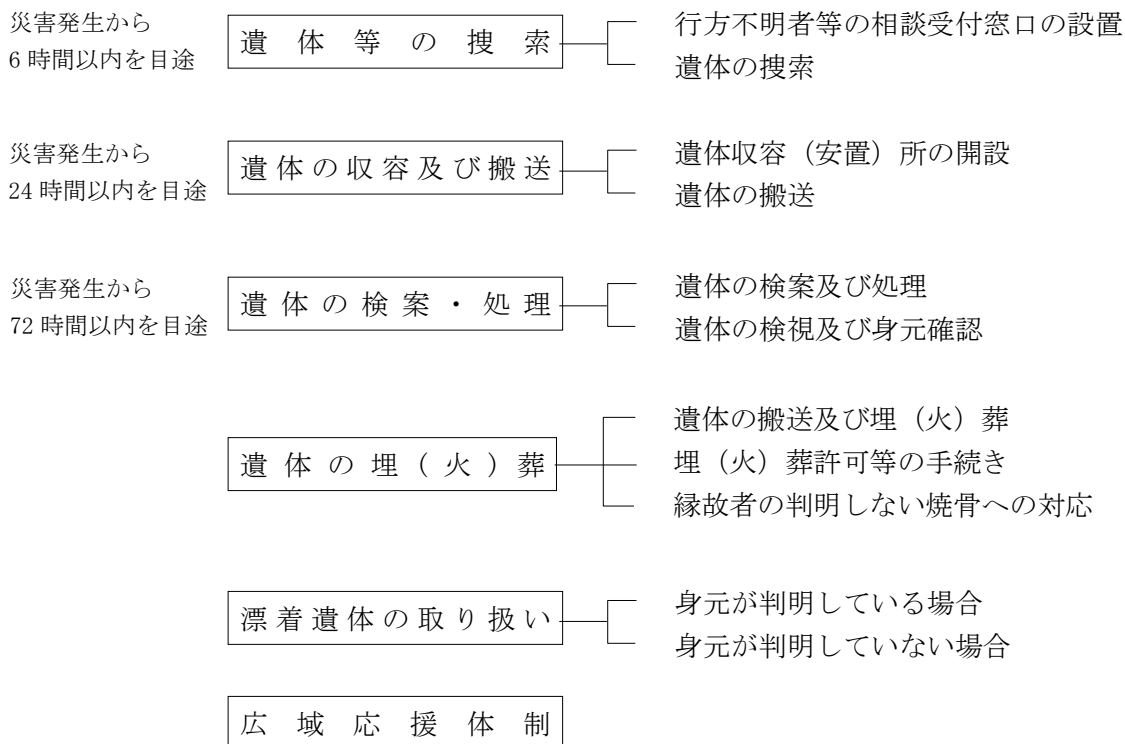 災害発生から
6時間以内を目途
遺体等の捜索
行方不明者等の相談受付窓口の設置
遺体の捜索
災害発生から
24時間以内を目途
遺体の収容及び搬送
遺体収容（安置）所の開設
遺体の搬送
災害発生から
72時間以内を目途
遺体の検案・処理
遺体の検案及び処理
遺体の検視及び身元確認
遺体の埋(火)葬
遺体の搬送及び埋（火）葬
埋（火）葬許可等の手続き
縁故者の判明しない焼骨への対応
漂着遺体の取り扱い
身元が判明している場合
身元が判明していない場合
広域応援体制